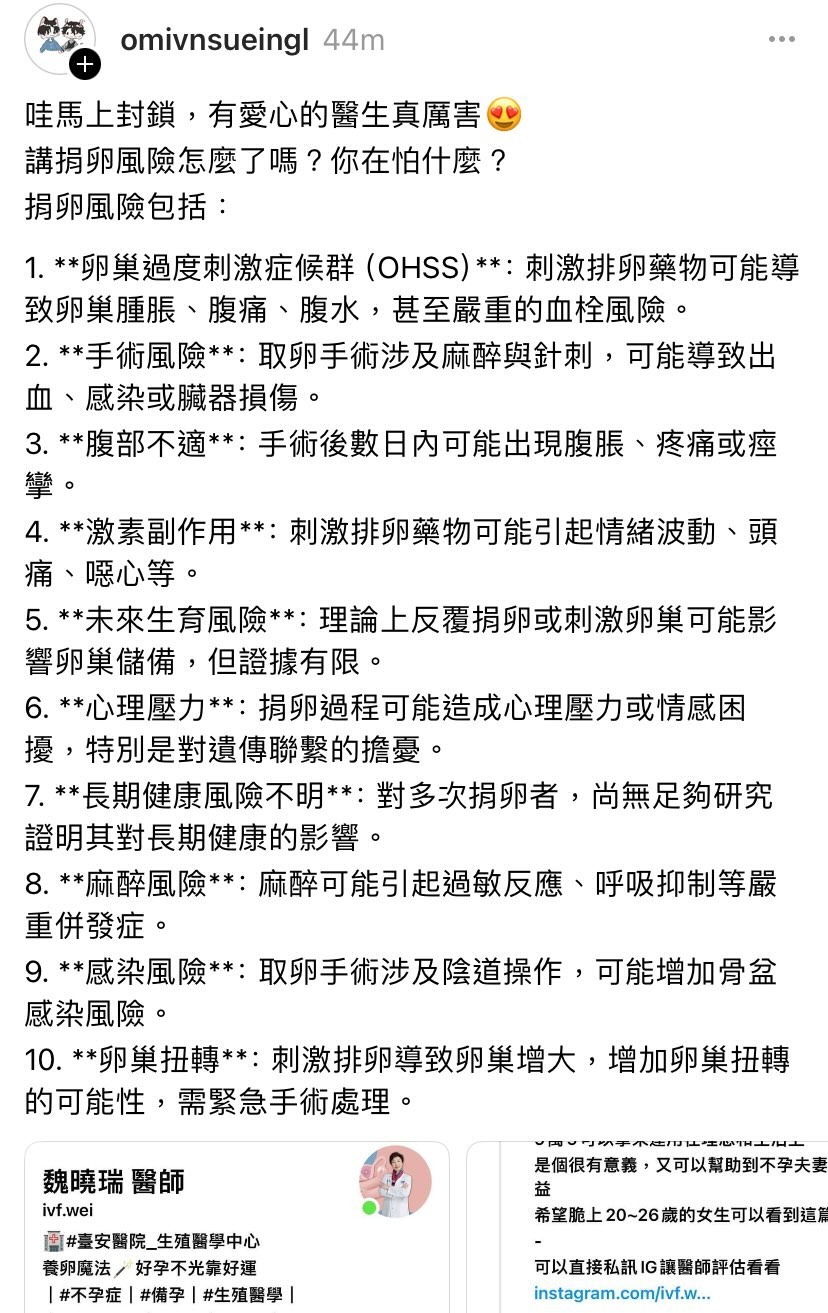 omivnsueingl 44m
哇馬上封鎖，有愛心的醫生真厲害😍
講捐卵風險怎麼了嗎？你在怕什麼？
捐卵風險包括：
1. **卵巢過度刺激症候群 (OHSS)**: 刺激排卵藥物可能導
致卵巢腫脹、腹痛、腹水，甚至嚴重的血栓風險。
2. **手術風險**: 取卵手術涉及麻醉與針刺，可能導致出
血、感染或臟器損傷。
3. **腹部不適**: 手術後數日內可能出現腹脹、疼痛或痙
攣。
4. **激素副作用**: 刺激排卵藥物可能引起情緒波動、頭
痛、噁心等。
5. **未來生育風險**: 理論上反覆捐卵或刺激卵巢可能影
響卵巢儲備，但證據有限。
6. **心理壓力**: 捐卵過程可能造成心理壓力或情感困
擾，特別是對遺傳聯繫的擔憂。
7. **長期健康風險不明**: 對多次捐卵者，尚無足夠研究
證明其對長期健康的影響。
8. **麻醉風險**: 麻醉可能引起過敏反應、呼吸抑制等嚴
重併發症。
9. **感染風險**: 取卵手術涉及陰道操作，可能增加骨盆
感染風險。
10. **卵巢扭轉**: 刺激排卵導致卵巢增大，增加卵巢扭轉
的可能性，需緊急手術處理。
魏曉瑞 醫師
ivf.wei
🏥#臺安醫院_生殖醫學中心
養卵魔法🪄好孕不光靠好運
｜#不孕症｜#備孕｜#生殖醫學｜
是個很有意義，又可以幫助到不孕夫妻
益
希望脆上20~26歲的女生可以看到這篇
-
可以直接私訊IG讓醫師評估看看
instagram.com/ivf.w...